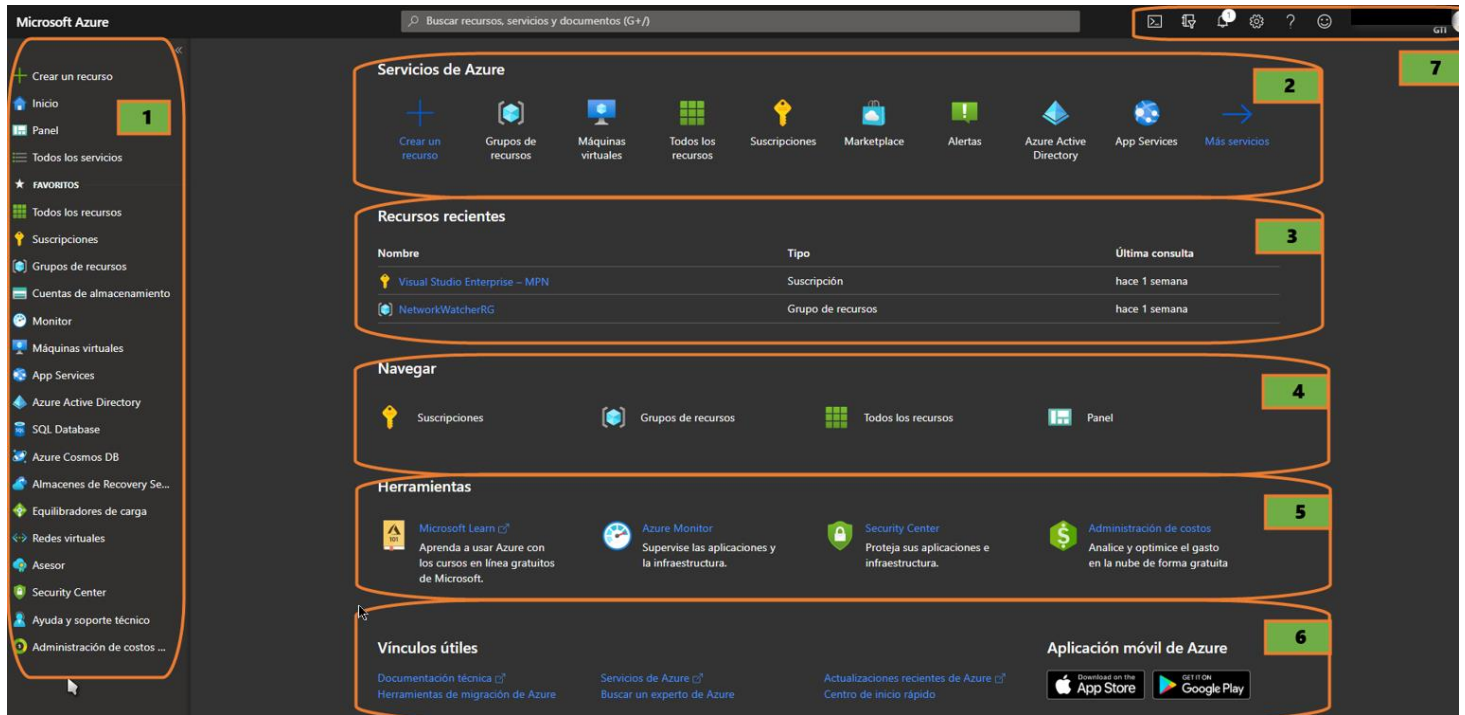 Microsoft Azure
Buscar recursos, servicios y documentos (G+/)
1
GTI
7
Crear un recurso
Inicio
Panel
Todos los servicios
FAVORITOS
Todos los recursos
Suscripciones
Grupos de recursos
Cuentas de almacenamiento
Monitor
Máquinas virtuales
App Services
Azure Active Directory
SQL Database
Azure Cosmos DB
Almacenes de Recovery Se...
Equilibradores de carga
Redes virtuales
Asesor
Security Center
Ayuda y soporte técnico
Administración de costos ...
1
Servicios de Azure
2
Crear un
recurso
Grupos de
recursos
Máquinas
virtuales
Todos los
recursos
Suscripciones
Marketplace
Alertas
Azure Active
Directory
App Services
Más servicios
Recursos recientes
3
Nombre Tipo Última consulta
Visual Studio Enterprise – MPN Suscripción hace 1 semana
NetworkWatcherRG Grupo de recursos hace 1 semana
Navegar
4
Suscripciones Grupos de recursos Todos los recursos Panel
Herramientas
5
Microsoft Learn
Aprenda a usar Azure con
los cursos en línea gratuitos
de Microsoft.
Azure Monitor
Supervise las aplicaciones y
la infraestructura.
Security Center
Proteja sus aplicaciones e
infraestructura.
Administración de costos
Analice y optimice el gasto
en la nube de forma gratuita
6
Vínculos útiles
Documentación técnica Servicios de Azure Actualizaciones recientes de Azure
Herramientas de migración de Azure Buscar un experto de Azure Centro de inicio rápido
Aplicación móvil de Azure
Download on the
App Store
GET IT ON
Google Play